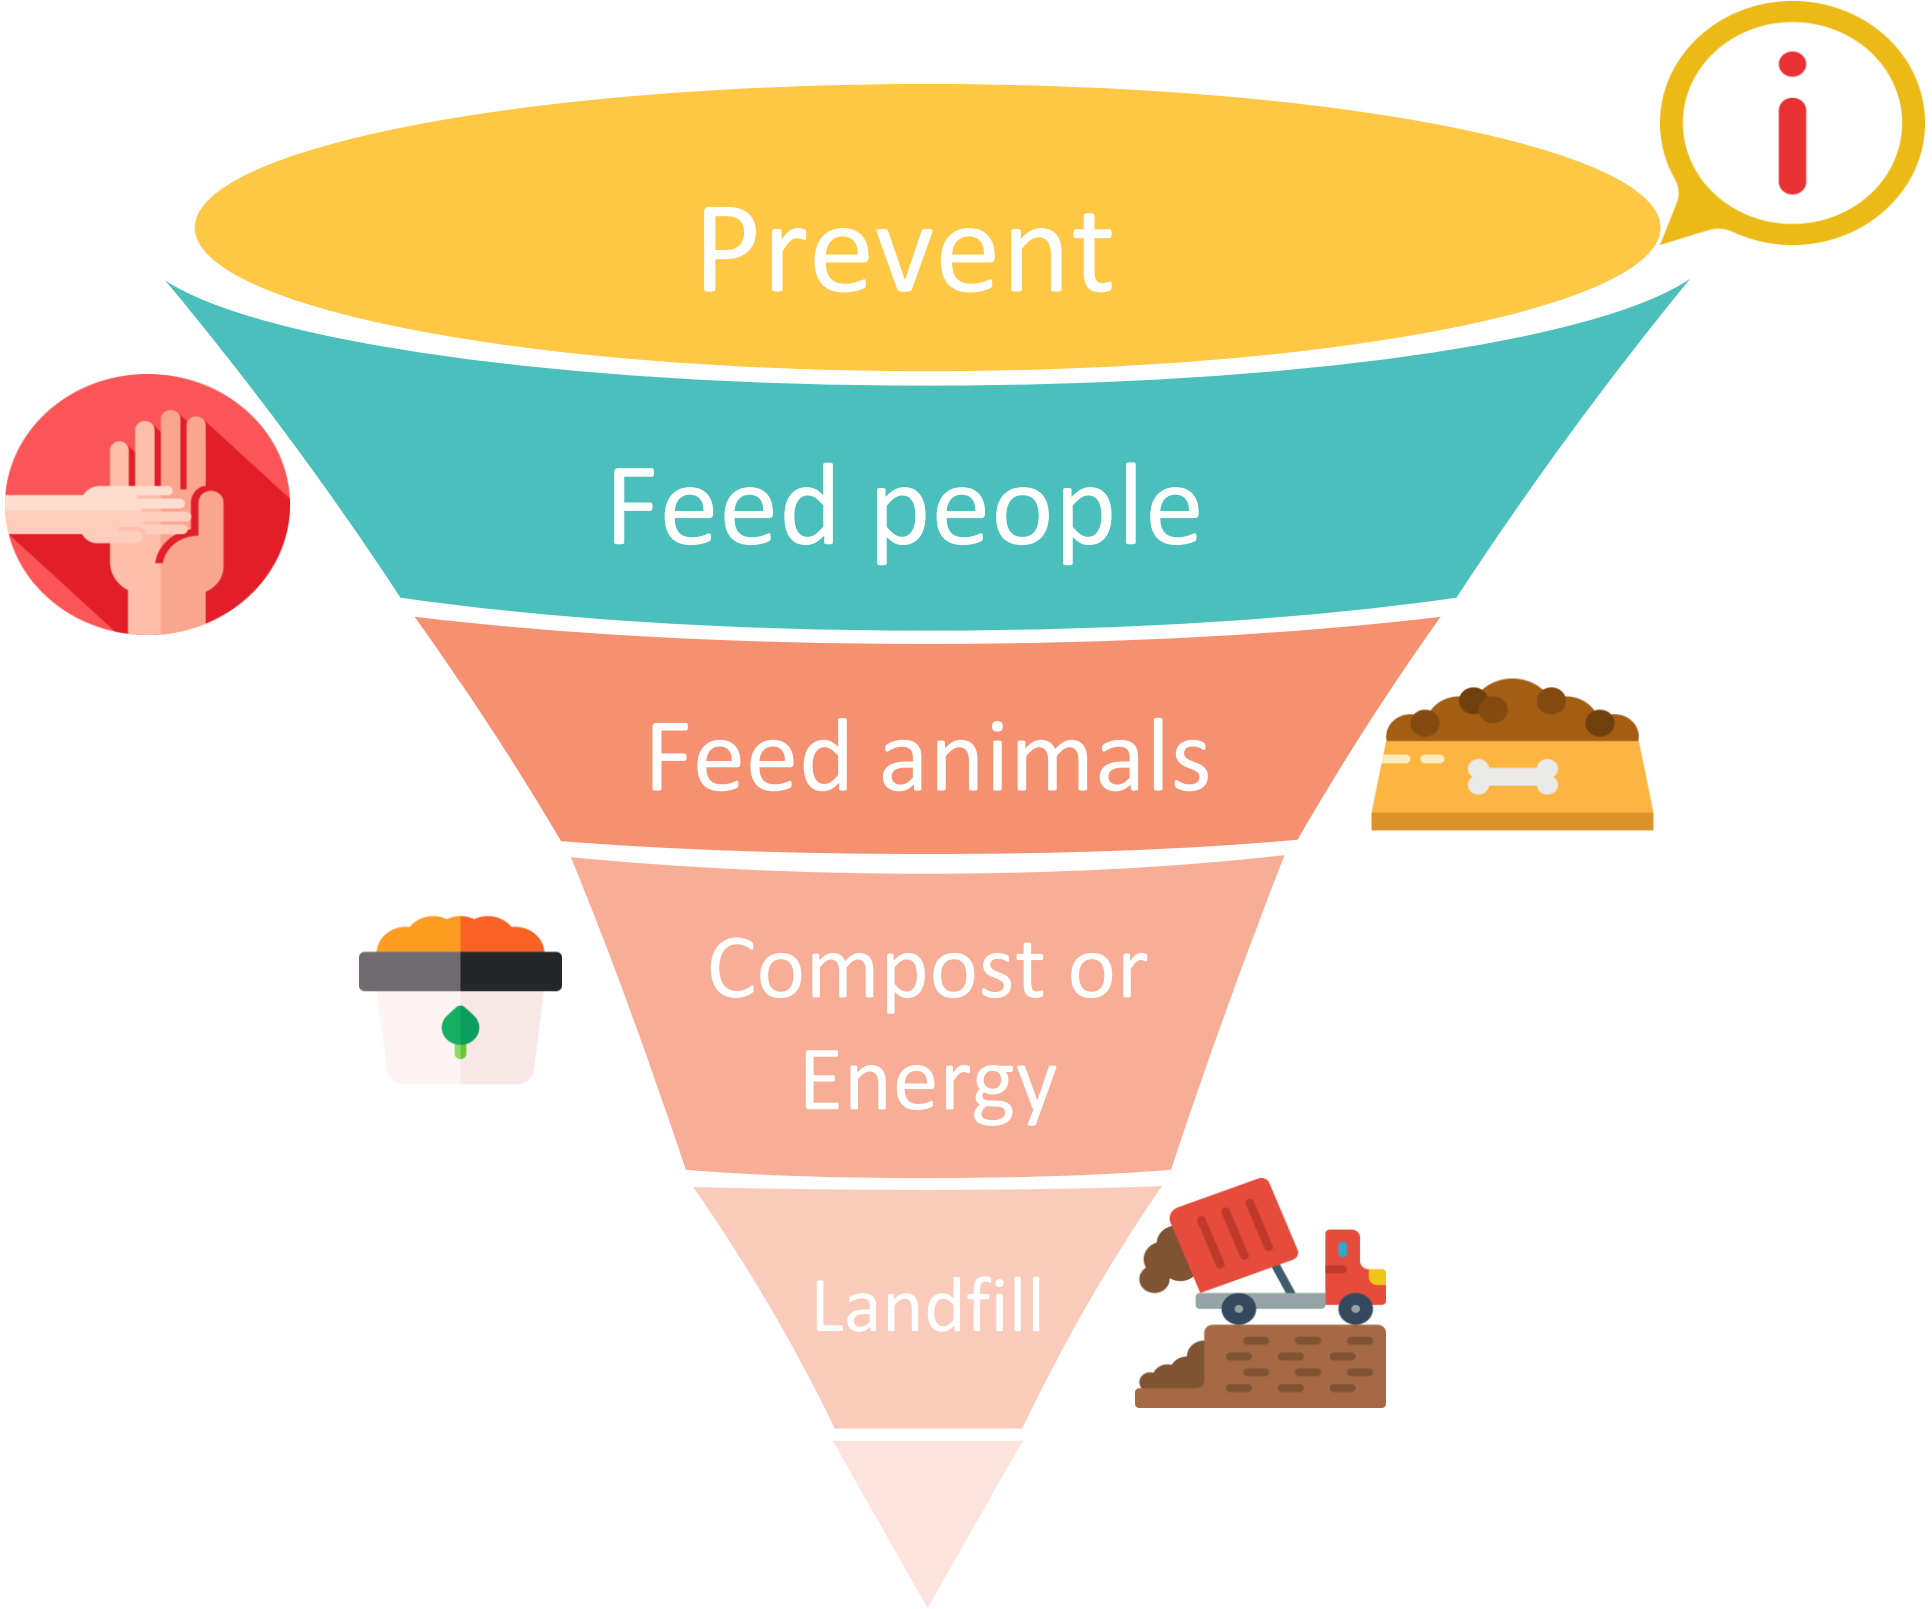 i
Prevent
Feed people
Feed animals
Compost or
Energy
Landfill